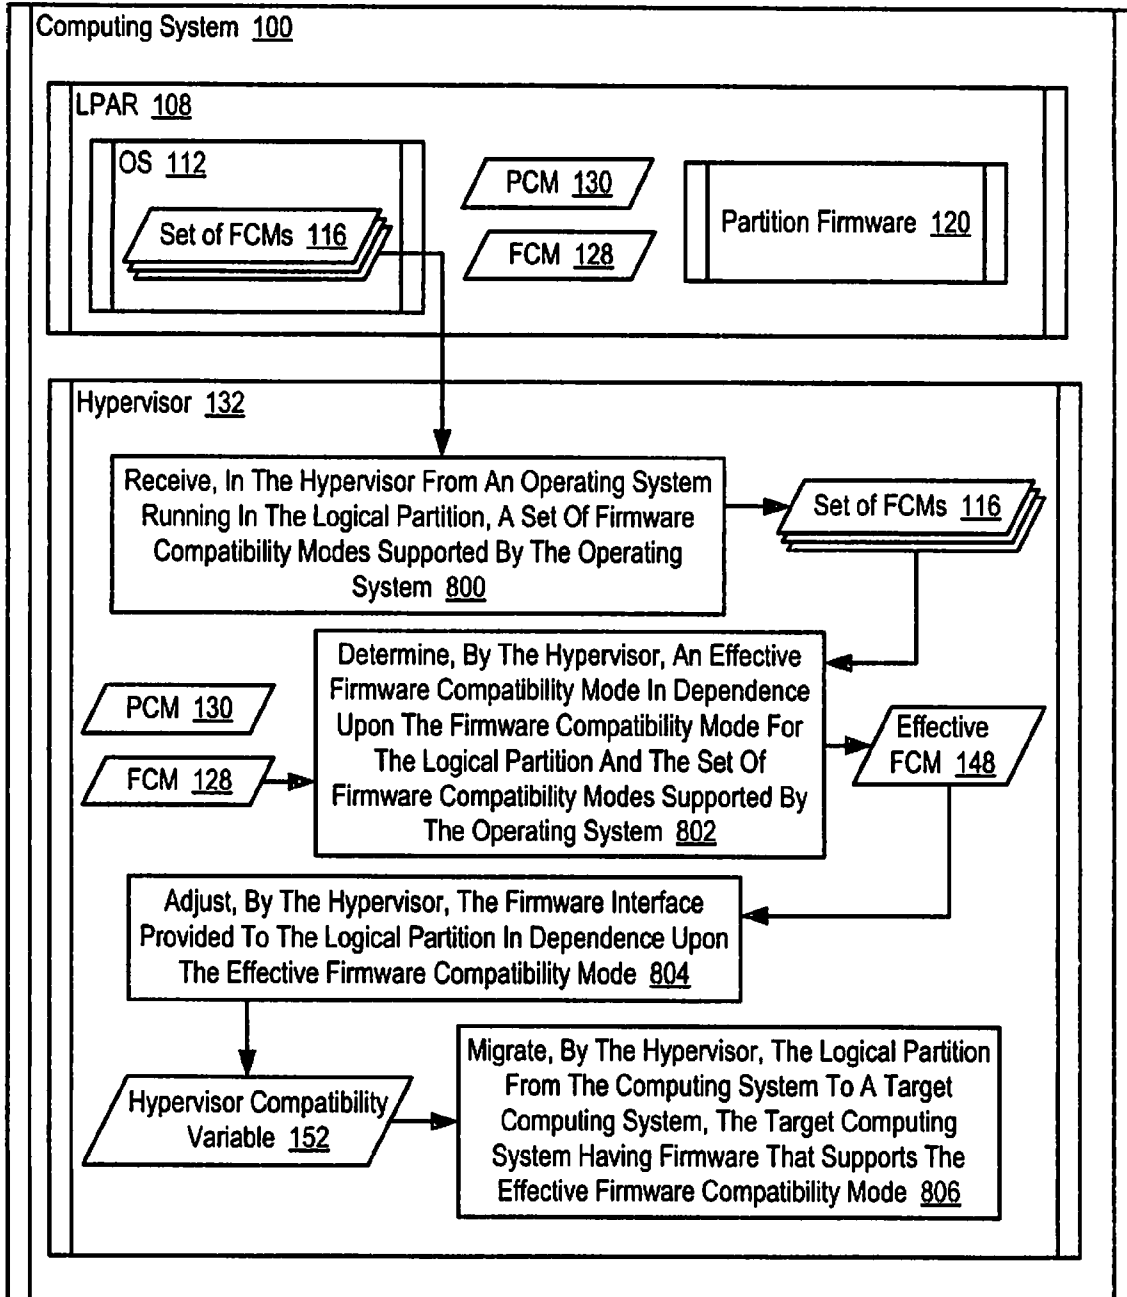 Computing System 100
LPAR 108
OS 112
Set of FCMs 116
PCM 130
FCM 128
Partition Firmware 120
Hypervisor 132
Receive, In The Hypervisor From An Operating System
Running In The Logical Partition, A Set Of Firmware
Compatibility Modes Supported By The Operating
System 800
Set of FCMs 116
Determine, By The Hypervisor, An Effective
Firmware Compatibility Mode In Dependence
Upon The Firmware Compatibility Mode For
The Logical Partition And The Set Of
Firmware Compatibility Modes Supported By
The Operating System 802
PCM 130
FCM 128
Effective
FCM 148
Adjust, By The Hypervisor, The Firmware Interface
Provided To The Logical Partition In Dependence Upon
The Effective Firmware Compatibility Mode 804
Hypervisor Compatibility
Variable 152
Migrate, By The Hypervisor, The Logical Partition
From The Computing System To A Target
Computing System, The Target Computing
System Having Firmware That Supports The
Effective Firmware Compatibility Mode 806